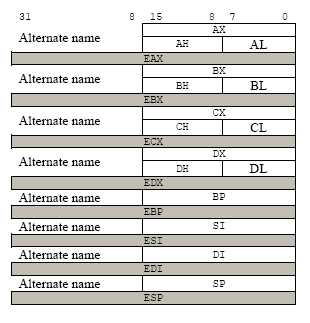 31 8 15 8 7 0
AX
Alternate name
AH AL
EAX
BX
Alternate name
BH BL
EBX
CX
Alternate name
CH CL
ECX
DX
Alternate name
DH DL
EDX
Alternate name BP
EBP
Alternate name SI
ESI
Alternate name DI
EDI
Alternate name SP
ESP